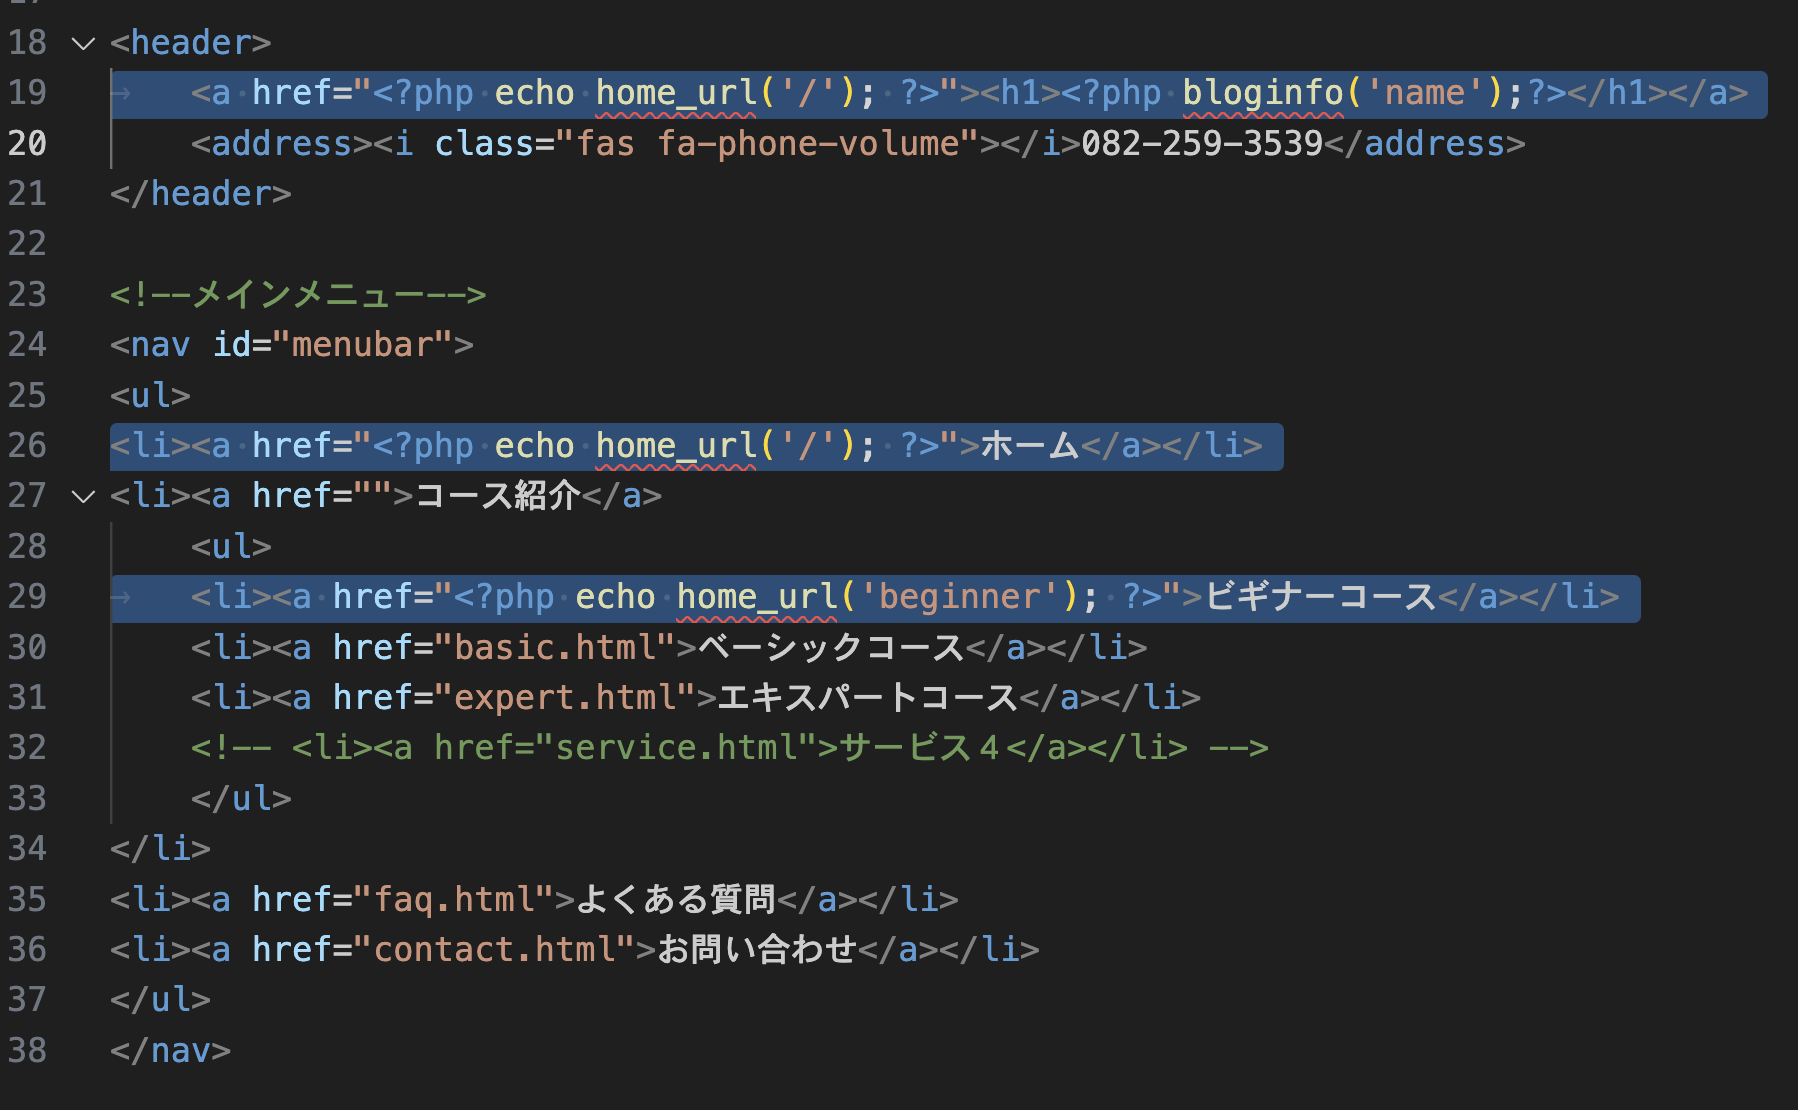 18 <header>
19     <a href="<?php echo home_url('/'); ?>"><h1><?php bloginfo('name');?></h1></a>
20     <address><i class="fas fa-phone-volume"></i>082-259-3539</address>
21 </header>
22
23 <!--メインメニュー-->
24 <nav id="menubar">
25 <ul>
26 <li><a href="<?php echo home_url('/'); ?>">ホーム</a></li>
27 <li><a href="">コース紹介</a>
28     <ul>
29     <li><a href="<?php echo home_url('beginner'); ?>">ビギナーコース</a></li>
30     <li><a href="basic.html">ベーシックコース</a></li>
31     <li><a href="expert.html">エキスパートコース</a></li>
32     <!-- <li><a href="service.html">サービス４</a></li> -->
33     </ul>
34 </li>
35 <li><a href="faq.html">よくある質問</a></li>
36 <li><a href="contact.html">お問い合わせ</a></li>
37 </ul>
38 </nav>